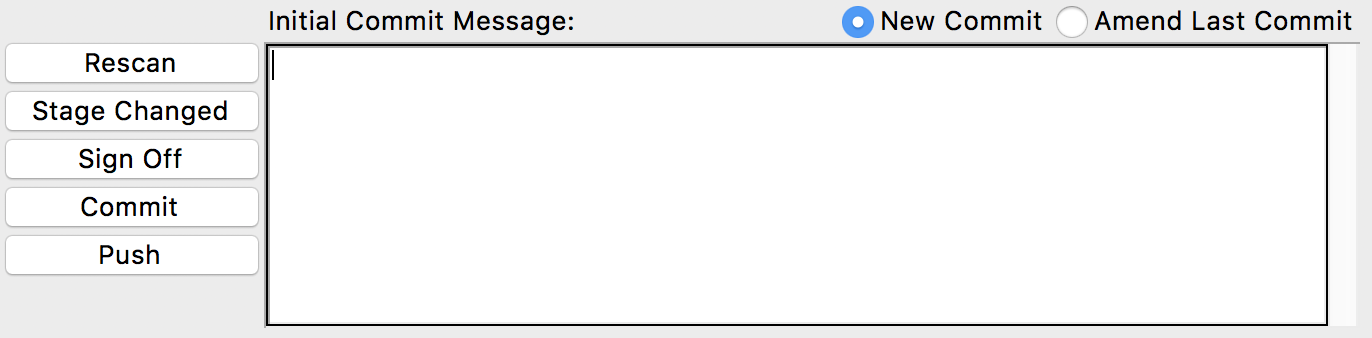 Initial Commit Message: New Commit Amend Last Commit
Rescan
Stage Changed
Sign Off
Commit
Push